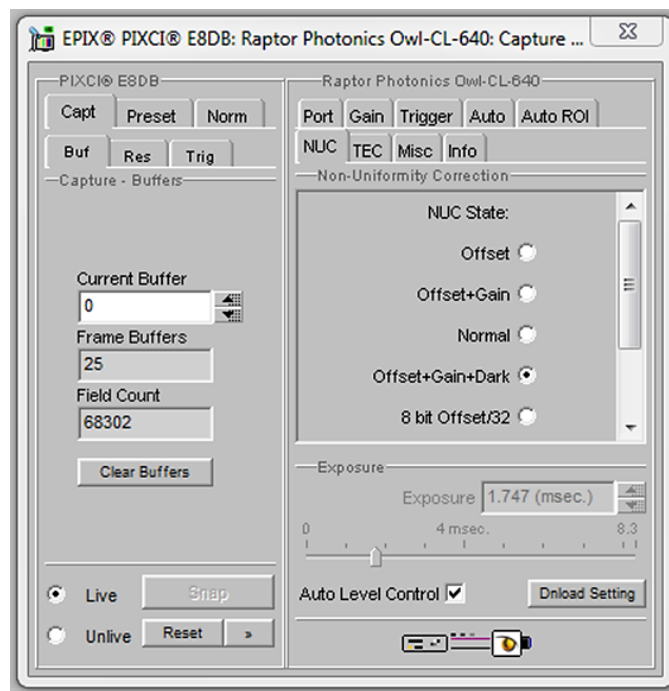 EPIX® PIXCI® E8DB: Raptor Photonics Owl-CL-640: Capture ...
PIXCI® E8DB
Capt Preset Norm
Buf Res Trig
Capture - Buffers
Current Buffer
0
Frame Buffers
25
Field Count
68302
Clear Buffers
Live Snap
Unlive Reset »
Raptor Photonics Owl-CL-640
Port Gain Trigger Auto Auto ROI
NUC TEC Misc Info
Non-Uniformity Correction
NUC State:
Offset
Offset+Gain
Normal
Offset+Gain+Dark
8 bit Offset/32
Exposure
Exposure 1.747 (msec.)
0 4 msec. 8.3
Auto Level Control Dnload Setting